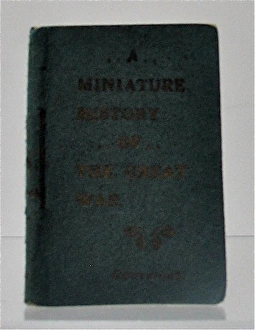 A
MINIATURE
HISTORY
OF
THE GREAT
WAR